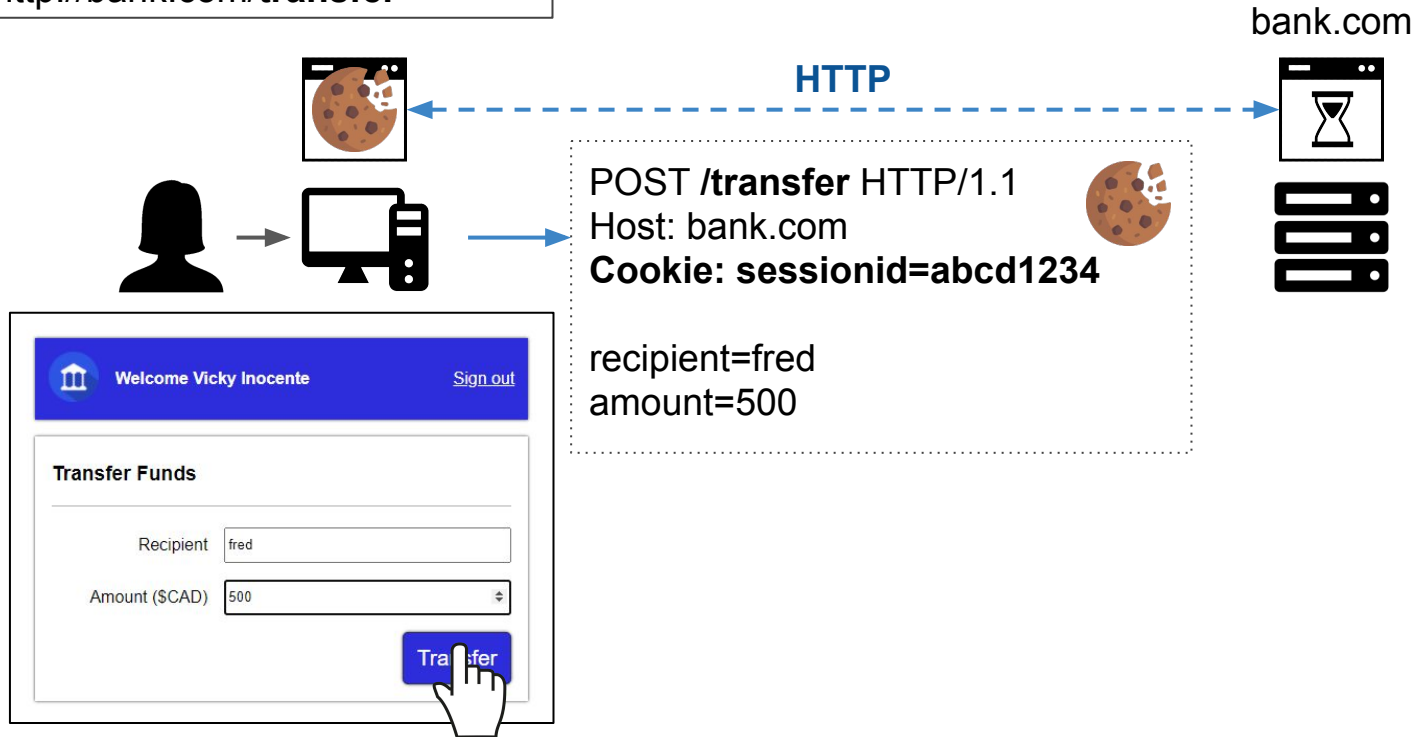 bank.com
HTTP
POST /transfer HTTP/1.1
Host: bank.com
Cookie: sessionid=abcd1234
recipient=fred
amount=500
Welcome Vicky Inocente
Sign out
Transfer Funds
Recipient
fred
Amount ($CAD)
500